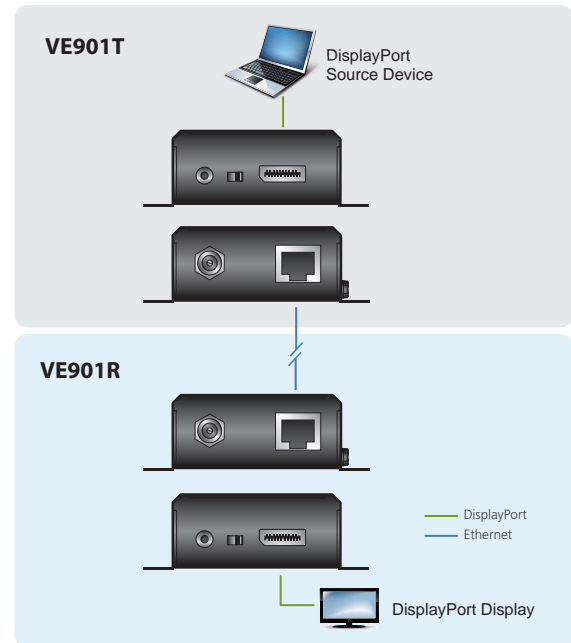 VE901T
DisplayPort
Source Device
VE901R
DisplayPort
Ethernet
DisplayPort Display